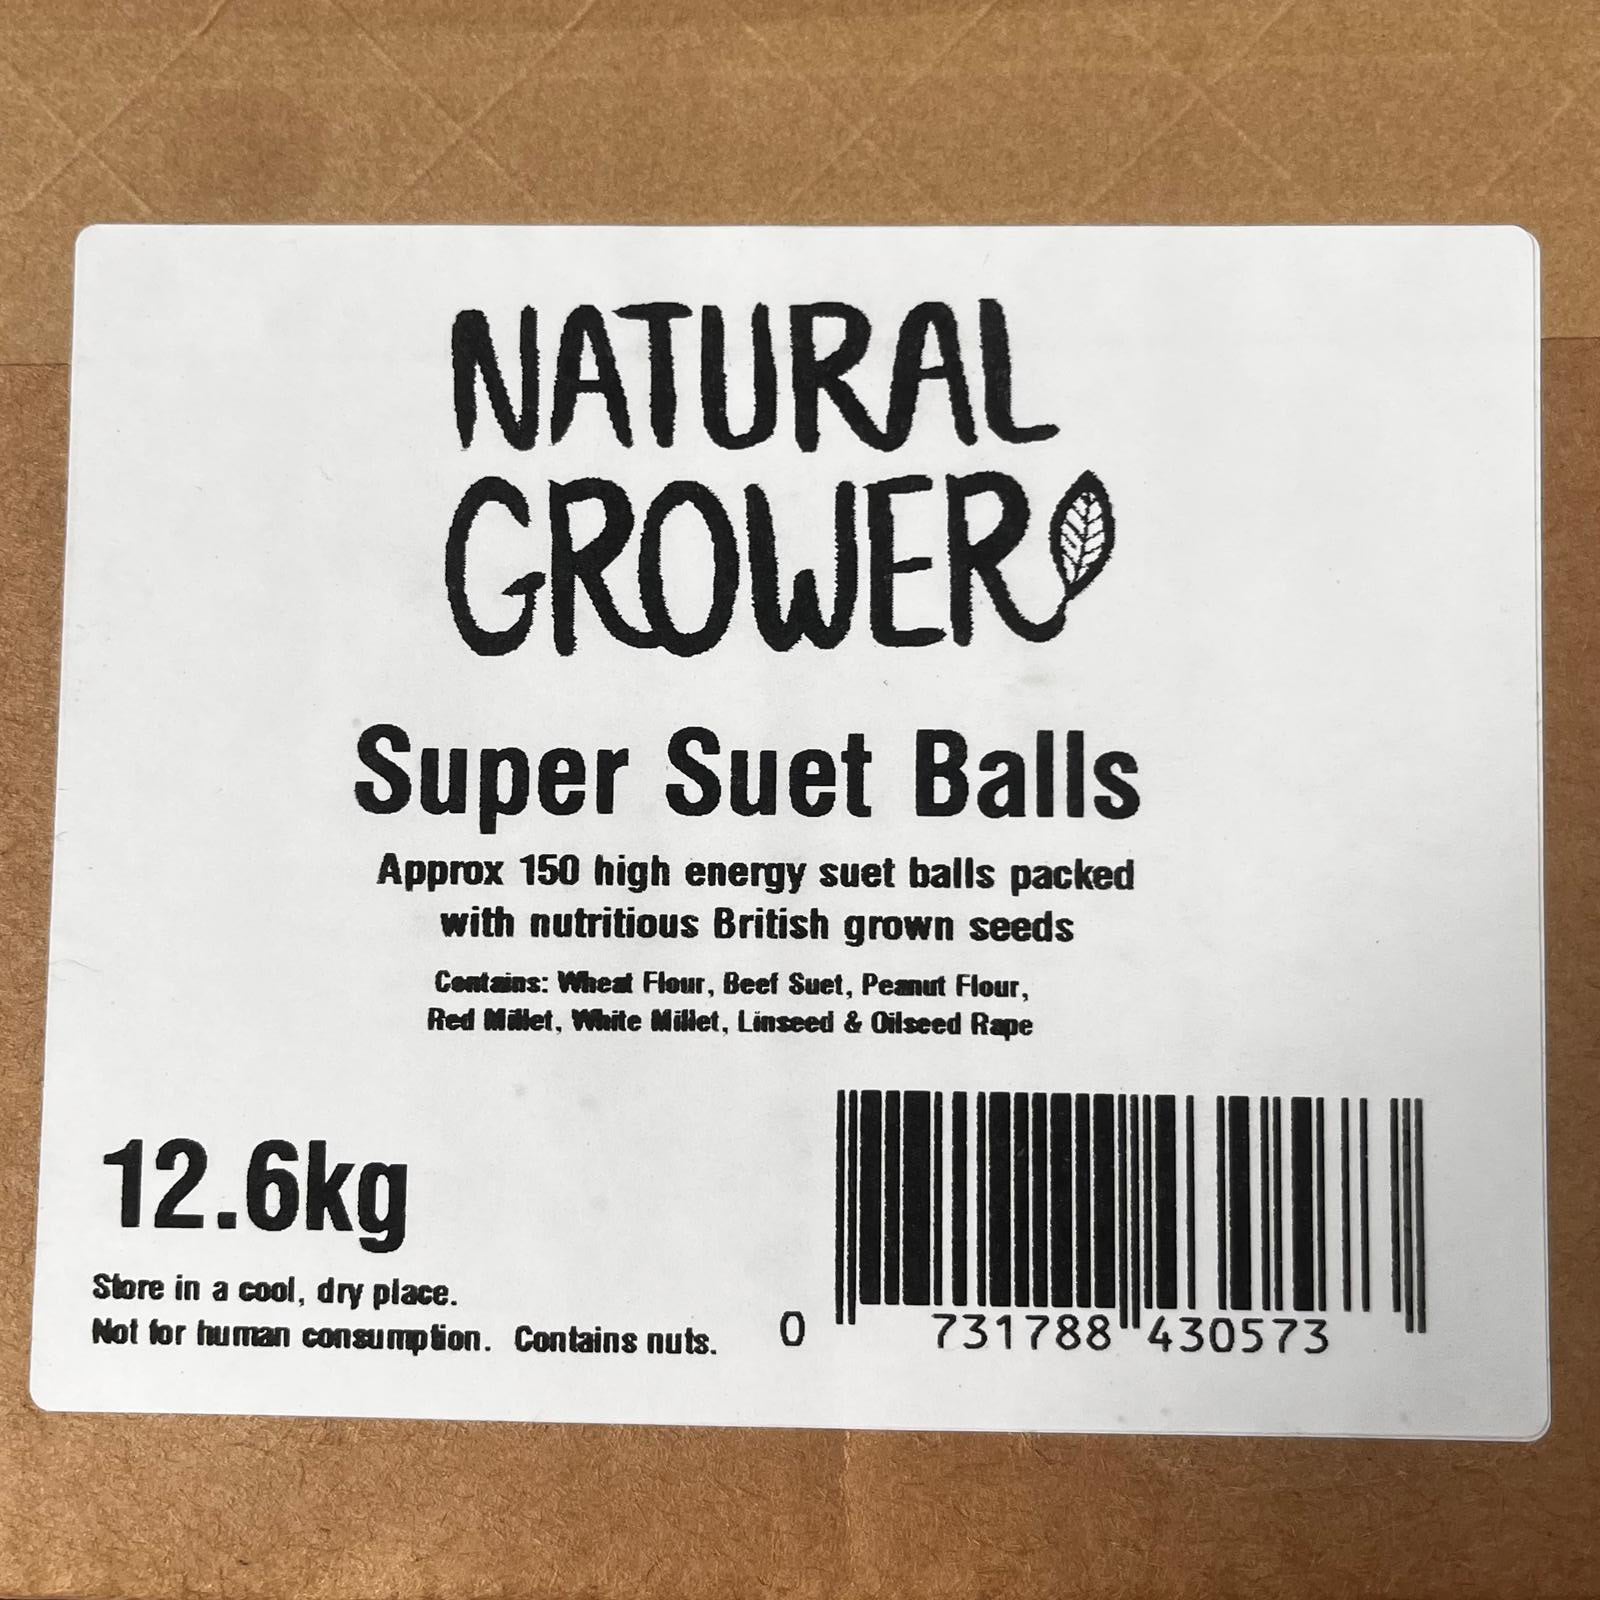 NATURAL
GROWER
Super Suet Balls
Approx 150 high energy suet balls packed
with nutritious British grown seeds
Contains: Wheat Flour, Beef Suet, Peanut Flour,
Red Millet, White Millet, Linseed & Oilseed Rape
12.6kg
Store in a cool, dry place.
Not for human consumption. Contains nuts.
0 731788 430573